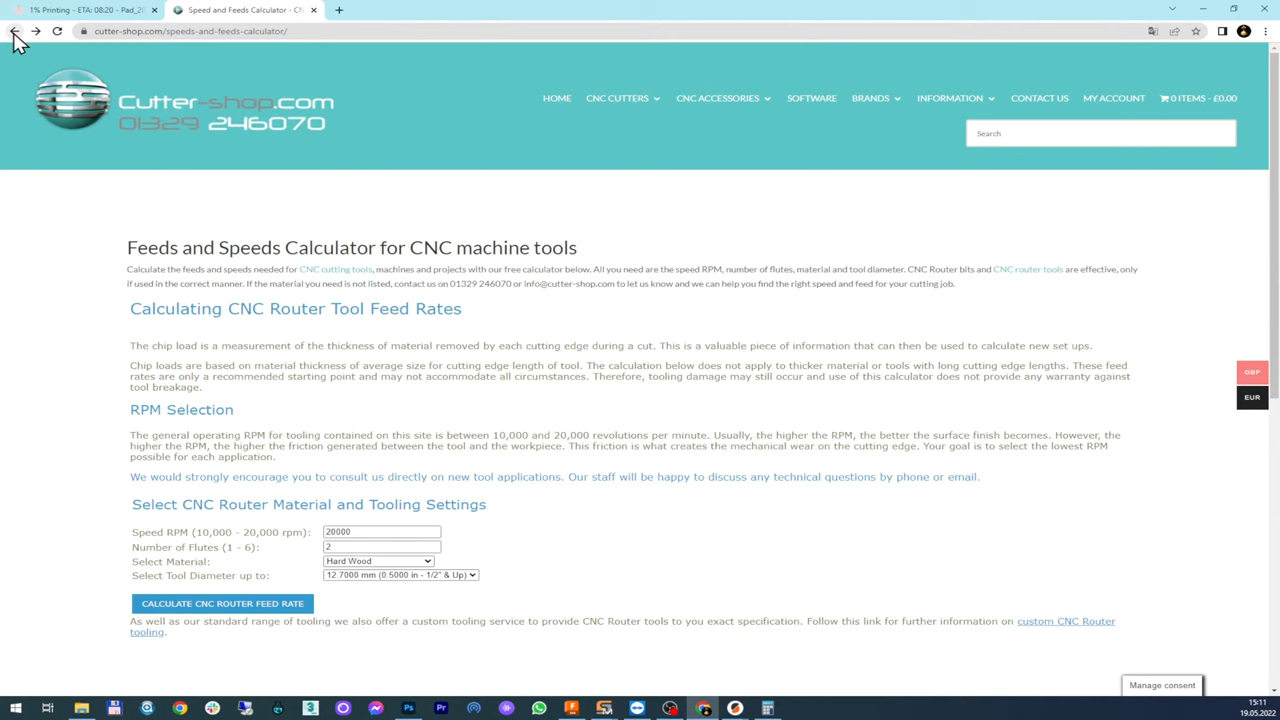 1% Printing - ETA: 08:20 - Pad_20
Speed and Feeds Calculator - CN
cutter-shop.com/speeds-and-feeds-calculator/
Cutter-shop.com
01329 246070
HOME CNC CUTTERS CNC ACCESSORIES SOFTWARE BRANDS INFORMATION CONTACT US MY ACCOUNT 0 ITEMS - £0.00
Search
Feeds and Speeds Calculator for CNC machine tools
Calculate the feeds and speeds needed for CNC cutting tools, machines and projects with our free calculator below. All you need are the speed RPM, number of flutes, material and tool diameter. CNC Router bits and CNC router tools are effective, only
if used in the correct manner. If the material you need is not listed, contact us on 01329 246070 or info@cutter-shop.com to let us know and we can help you find the right speed and feed for your cutting job.
Calculating CNC Router Tool Feed Rates
The chip load is a measurement of the thickness of material removed by each cutting edge during a cut. This is a valuable piece of information that can then be used to calculate new set ups.
Chip loads are based on material thickness of average size for cutting edge length of tool. The calculation below does not apply to thicker material or tools with long cutting edge lengths. These feed
rates are only a recommended starting point and may not accommodate all circumstances. Therefore, tooling damage may still occur and use of this calculator does not provide any warranty against
tool breakage.
GBP
EUR
RPM Selection
The general operating RPM for tooling contained on this site is between 10,000 and 20,000 revolutions per minute. Usually, the higher the RPM, the better the surface finish becomes. However, the
higher the RPM, the higher the friction generated between the tool and the workpiece. This friction is what creates the mechanical wear on the cutting edge. Your goal is to select the lowest RPM
possible for each application.
We would strongly encourage you to consult us directly on new tool applications. Our staff will be happy to discuss any technical questions by phone or email.
Select CNC Router Material and Tooling Settings
Speed RPM (10,000 - 20,000 rpm): 20000
Number of Flutes (1 - 6): 2
Select Material: Hard Wood
Select Tool Diameter up to: 12.7000 mm (0.5000 in - 1/2" & Up)
CALCULATE CNC ROUTER FEED RATE
As well as our standard range of tooling we also offer a custom tooling service to provide CNC Router tools to you exact specification. Follow this link for further information on custom CNC Router
tooling.
Manage consent
15:11
19.05.2022